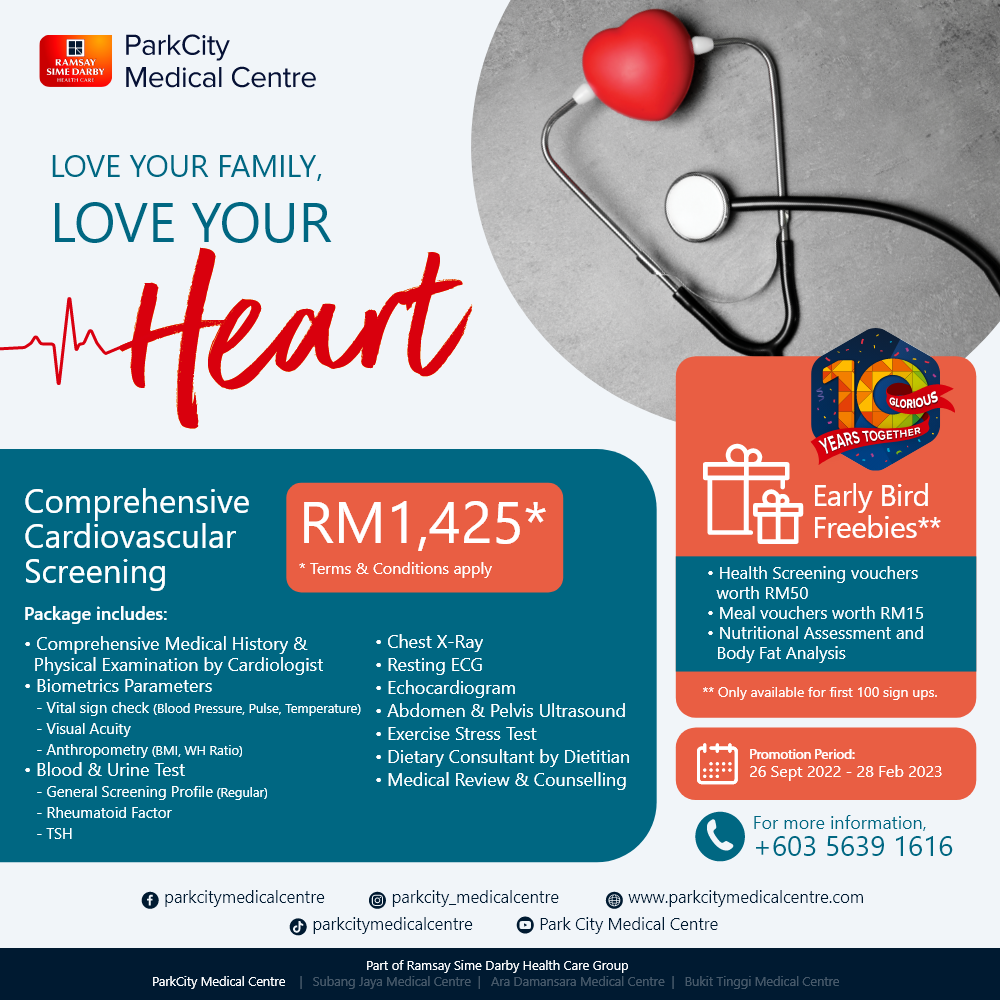 RAMSAY
SIME DARBY
HEALTH CARE
ParkCity
Medical Centre
LOVE YOUR FAMILY,
LOVE YOUR
Heart
10
GLORIOUS
YEARS TOGETHER
Early Bird
Freebies**
• Health Screening vouchers
worth RM50
• Meal vouchers worth RM15
• Nutritional Assessment and
Body Fat Analysis
** Only available for first 100 sign ups.
Comprehensive
Cardiovascular
Screening
RM1,425*
* Terms & Conditions apply
Package includes:
• Comprehensive Medical History &
Physical Examination by Cardiologist
• Biometrics Parameters
- Vital sign check (Blood Pressure, Pulse, Temperature)
- Visual Acuity
- Anthropometry (BMI, WH Ratio)
• Blood & Urine Test
- General Screening Profile (Regular)
- Rheumatoid Factor
- TSH
• Chest X-Ray
• Resting ECG
• Echocardiogram
• Abdomen & Pelvis Ultrasound
• Exercise Stress Test
• Dietary Consultant by Dietitian
• Medical Review & Counselling
Promotion Period:
26 Sept 2022 - 28 Feb 2023
For more information,
+603 5639 1616
parkcitymedicalcentre
parkcity_medicalcentre
www.parkcitymedicalcentre.com
parkcitymedicalcentre
Park City Medical Centre
Part of Ramsay Sime Darby Health Care Group
ParkCity Medical Centre | Subang Jaya Medical Centre | Ara Damansara Medical Centre | Bukit Tinggi Medical Centre